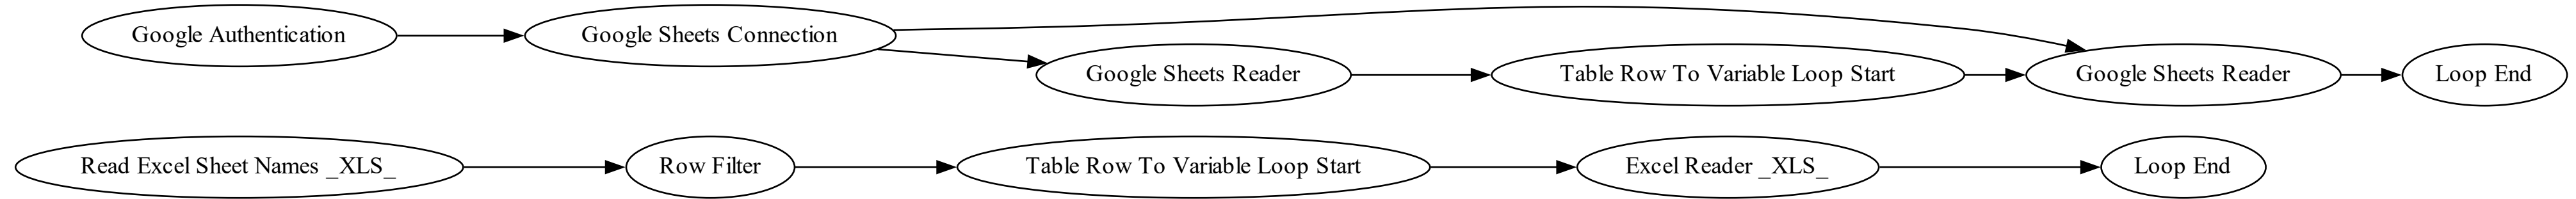 Google Authentication
Google Sheets Connection
Google Sheets Reader
Table Row To Variable Loop Start
Google Sheets Reader
Loop End
Read Excel Sheet Names _XLS_
Row Filter
Table Row To Variable Loop Start
Excel Reader _XLS_
Loop End